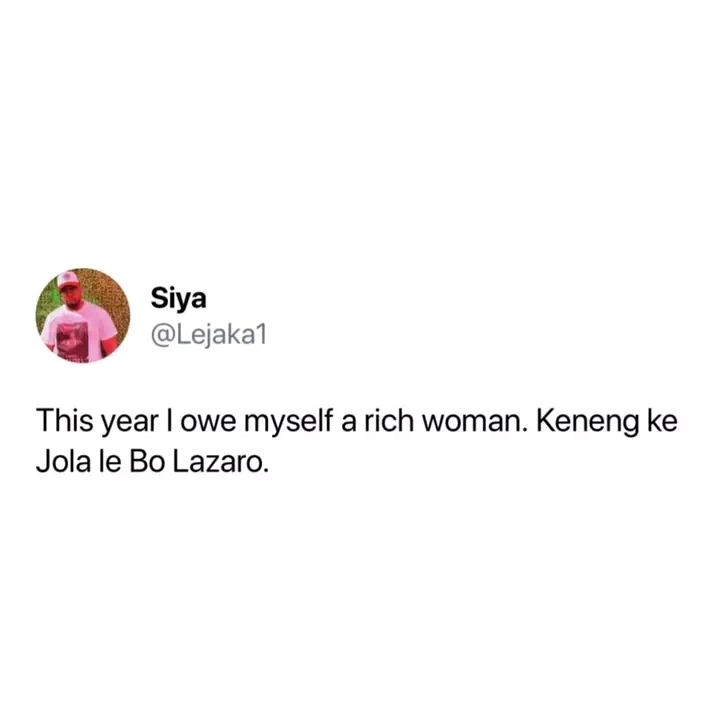 Siya
@Lejaka1
This year I owe myself a rich woman. Keneng ke
Jola le Bo Lazaro.